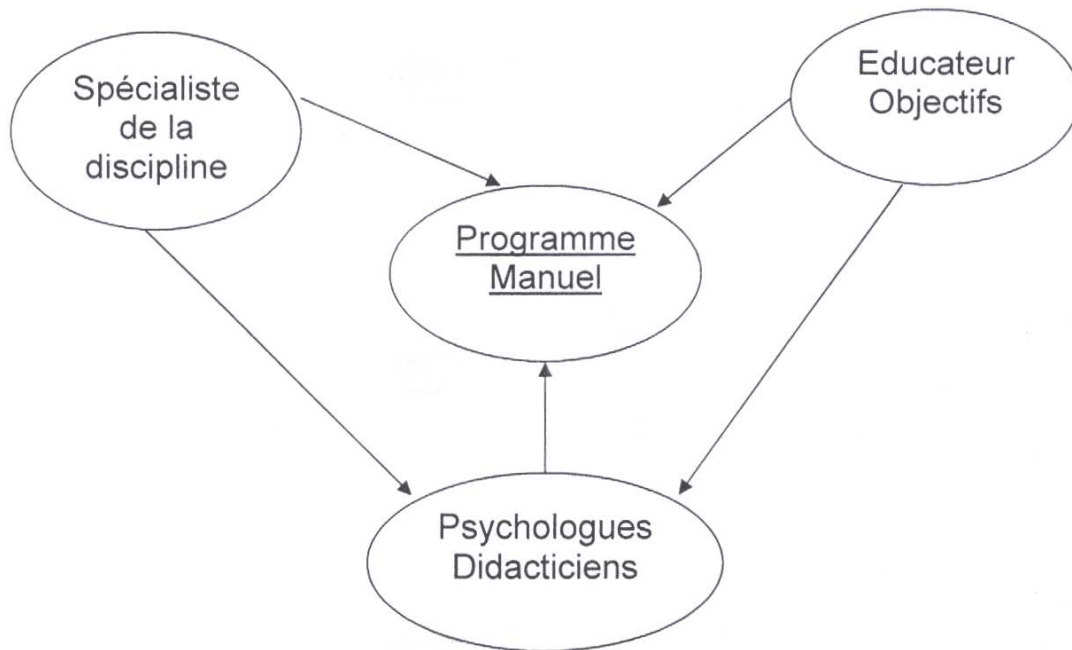 Spécialiste
de la
discipline
Educateur
Objectifs
Programme
Manuel
Psychologues
Didacticiens